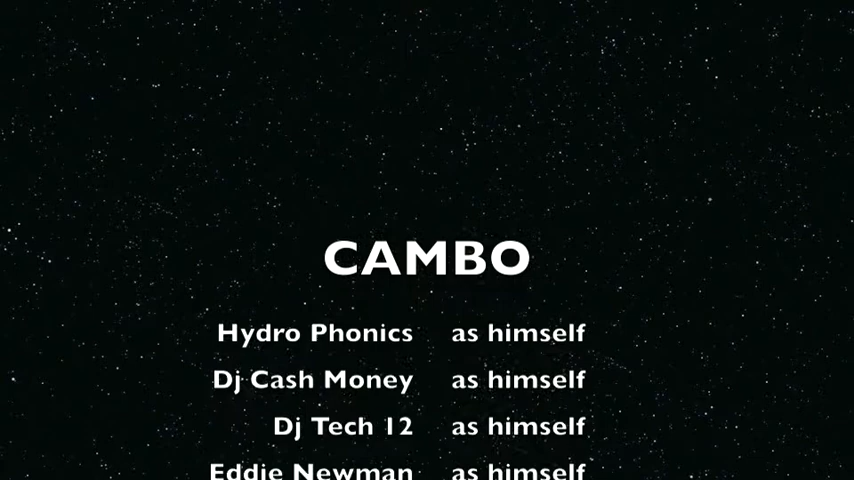 CAMBO
Hydro Phonics as himself
Dj Cash Money as himself
Dj Tech 12 as himself
Eddie Newman as himself